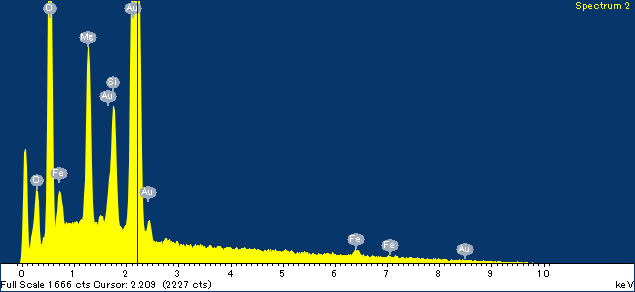 Spectrum 2
O Au
Mg
Si
Au
Fe
C
Au
Fe Fe Au
0 1 2 3 4 5 6 7 8 9 10
Full Scale 1666 cts Cursor: 2.209 (2227 cts) keV